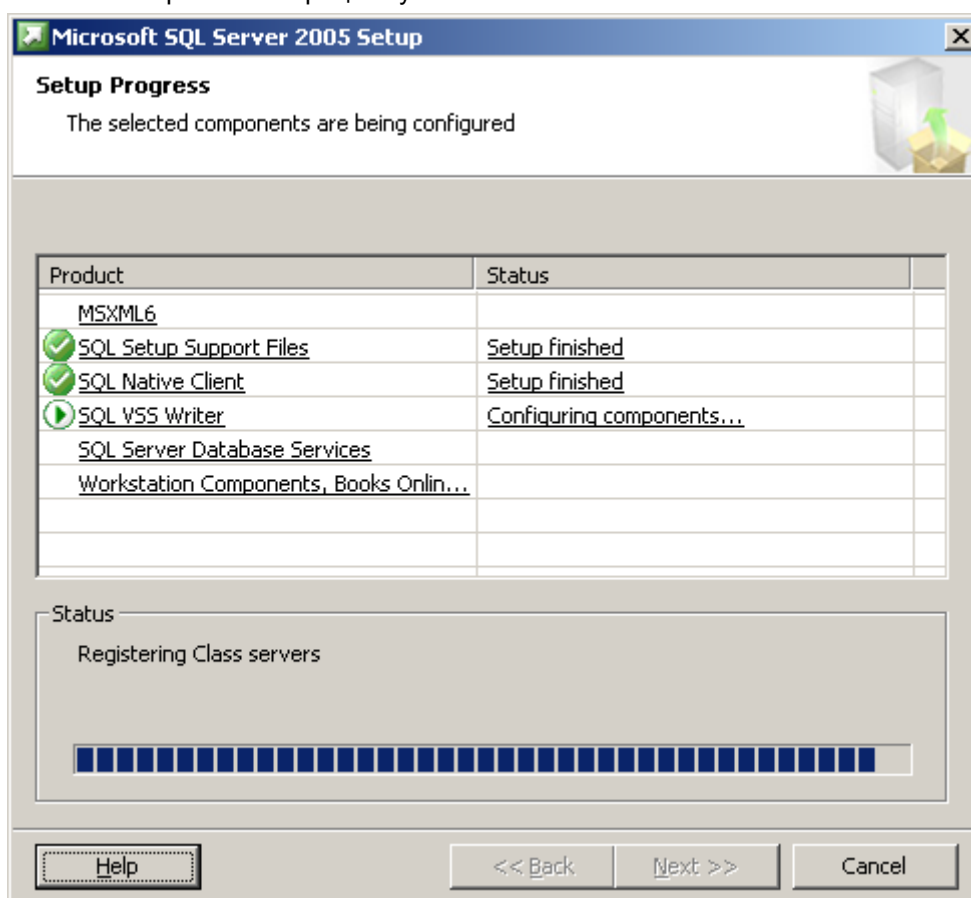 Microsoft SQL Server 2005 Setup
Setup Progress
The selected components are being configured
Product Status
MSXML6
SQL Setup Support Files Setup finished
SQL Native Client Setup finished
SQL VSS Writer Configuring components...
SQL Server Database Services
Workstation Components, Books Onlin...
Status
Registering Class servers
Help << Back Next >> Cancel